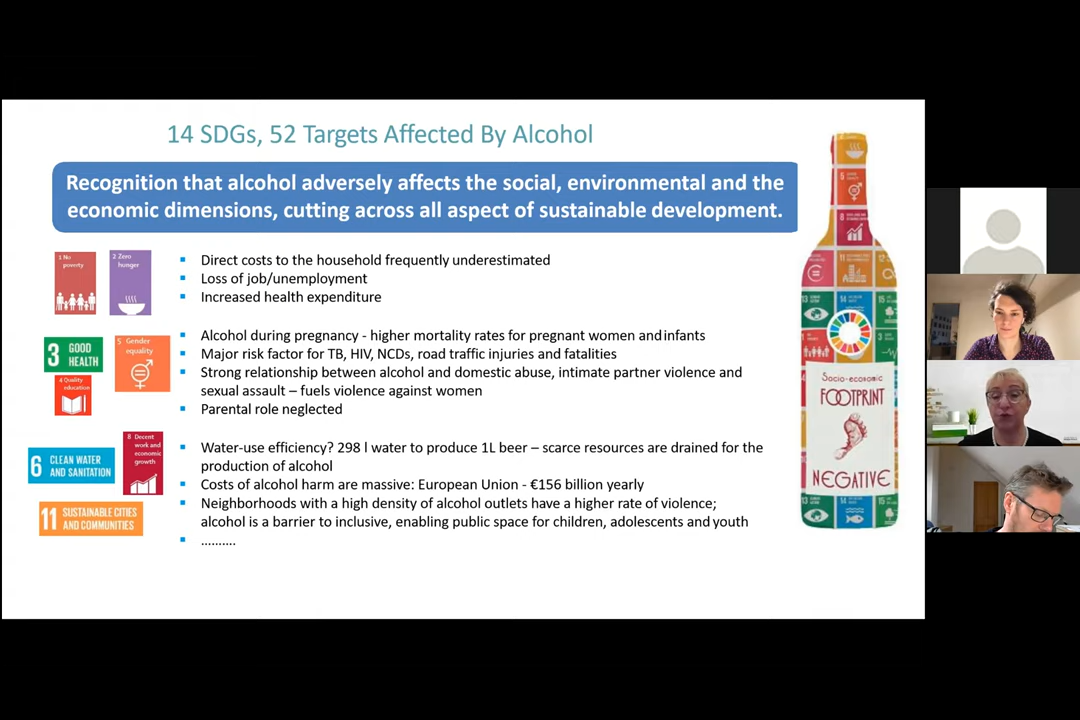 14 SDGs, 52 Targets Affected By Alcohol
Recognition that alcohol adversely affects the social, environmental and the
economic dimensions, cutting across all aspect of sustainable development.
1 No
poverty
2 Zero
hunger
▪ Direct costs to the household frequently underestimated
▪ Loss of job/unemployment
▪ Increased health expenditure
3 GOOD
HEALTH
5 Gender
equality
4 Quality
education
▪ Alcohol during pregnancy - higher mortality rates for pregnant women and infants
▪ Major risk factor for TB, HIV, NCDs, road traffic injuries and fatalities
▪ Strong relationship between alcohol and domestic abuse, intimate partner violence and
sexual assault – fuels violence against women
▪ Parental role neglected
6 CLEAN WATER
AND SANITATION
8 Decent
work and
economic
growth
11 SUSTAINABLE CITIES
AND COMMUNITIES
▪ Water-use efficiency? 298 l water to produce 1L beer – scarce resources are drained for the
production of alcohol
▪ Costs of alcohol harm are massive: European Union - €156 billion yearly
▪ Neighborhoods with a high density of alcohol outlets have a higher rate of violence;
alcohol is a barrier to inclusive, enabling public space for children, adolescents and youth
▪ ..........
2
5
8
13
14
15
Socio-economic
FOOTPRINT
NEGATIVE